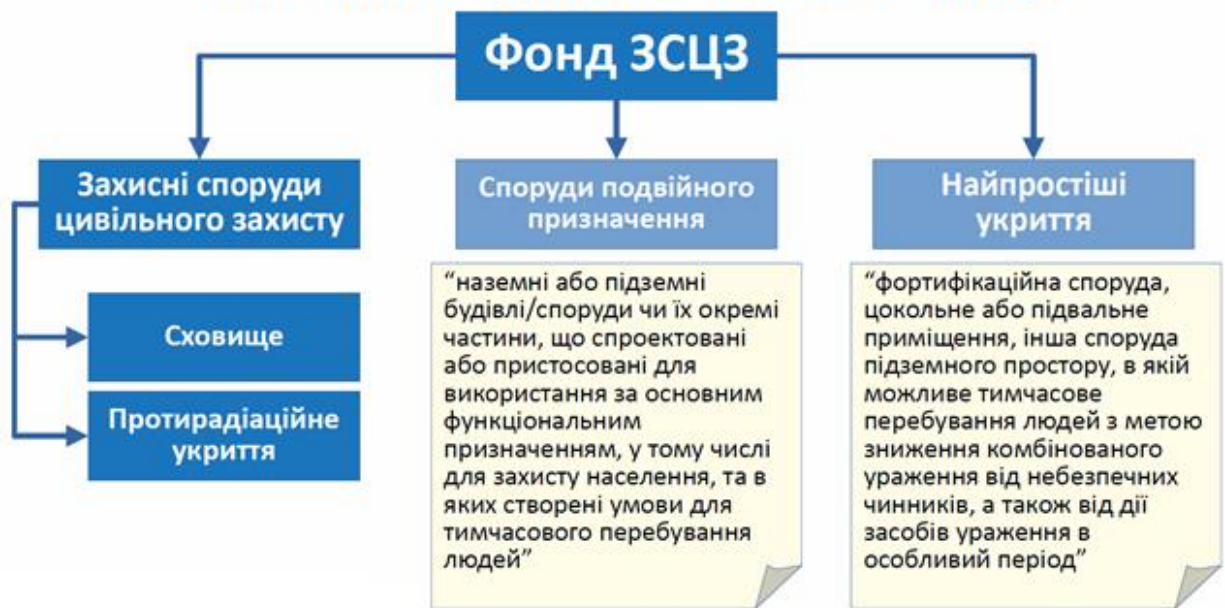 Фонд ЗСЦЗ
Захисні споруди
цивільного захисту
Сховище
Протирадіаційне
укриття
Споруди подвійного
призначення
“наземні або підземні
будівлі/споруди чи їх окремі
частини, що спроектовані
або пристосовані для
використання за основним
функціональним
призначенням, у тому числі
для захисту населення, та в
яких створені умови для
тимчасового перебування
людей”
Найпростіші
укриття
“фортифікаційна споруда,
цокольне або підвальне
приміщення, інша споруда
підземного простору, в якій
можливе тимчасове
перебування людей з метою
зниження комбінованого
ураження від небезпечних
чинників, а також від дії
засобів ураження в
особливий період”